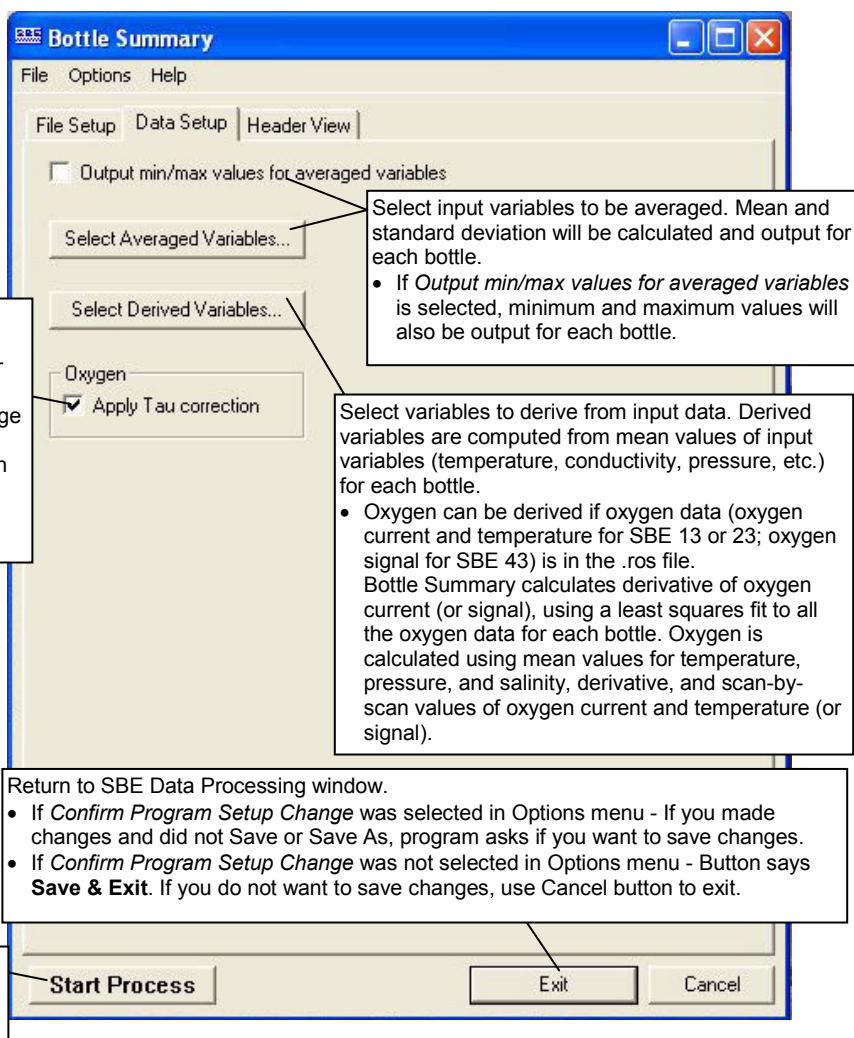 Bottle Summary
File Options Help
File Setup Data Setup Header View
Output min/max values for averaged variables
Select Averaged Variables...
Select input variables to be averaged. Mean and
standard deviation will be calculated and output for
each bottle.
• If Output min/max values for averaged variables
is selected, minimum and maximum values will
also be output for each bottle.
Select Derived Variables...
Oxygen
Apply Tau correction
Select variables to derive from input data. Derived
variables are computed from mean values of input
variables (temperature, conductivity, pressure, etc.)
for each bottle.
• Oxygen can be derived if oxygen data (oxygen
current and temperature for SBE 13 or 23; oxygen
signal for SBE 43) is in the .ros file.
Bottle Summary calculates derivative of oxygen
current (or signal), using a least squares fit to all
the oxygen data for each bottle. Oxygen is
calculated using mean values for temperature,
pressure, and salinity, derivative, and scan-by-
scan values of oxygen current and temperature (or
signal).
Return to SBE Data Processing window.
• If Confirm Program Setup Change was selected in Options menu - If you made
changes and did not Save or Save As, program asks if you want to save changes.
• If Confirm Program Setup Change was not selected in Options menu - Button says
Save & Exit. If you do not want to save changes, use Cancel button to exit.
Start Process
Exit
Cancel